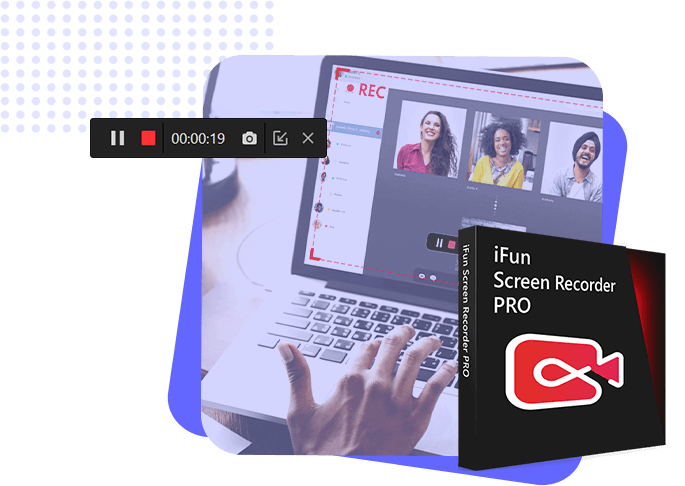 REC
00:00:19
iFun
Screen Recorder
PRO
iFun Screen Recorder PRO